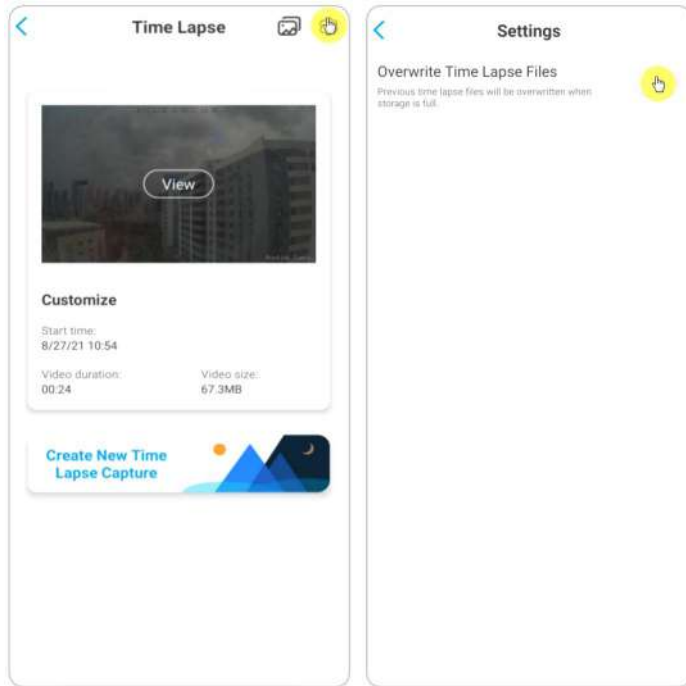 Time Lapse
View
Customize
Start time:
8/27/21 10:54
Video duration:
00:24
Video size:
67.3MB
Create New Time
Lapse Capture
Settings
Overwrite Time Lapse Files
Previous time lapse files will be overwritten when
storage is full.